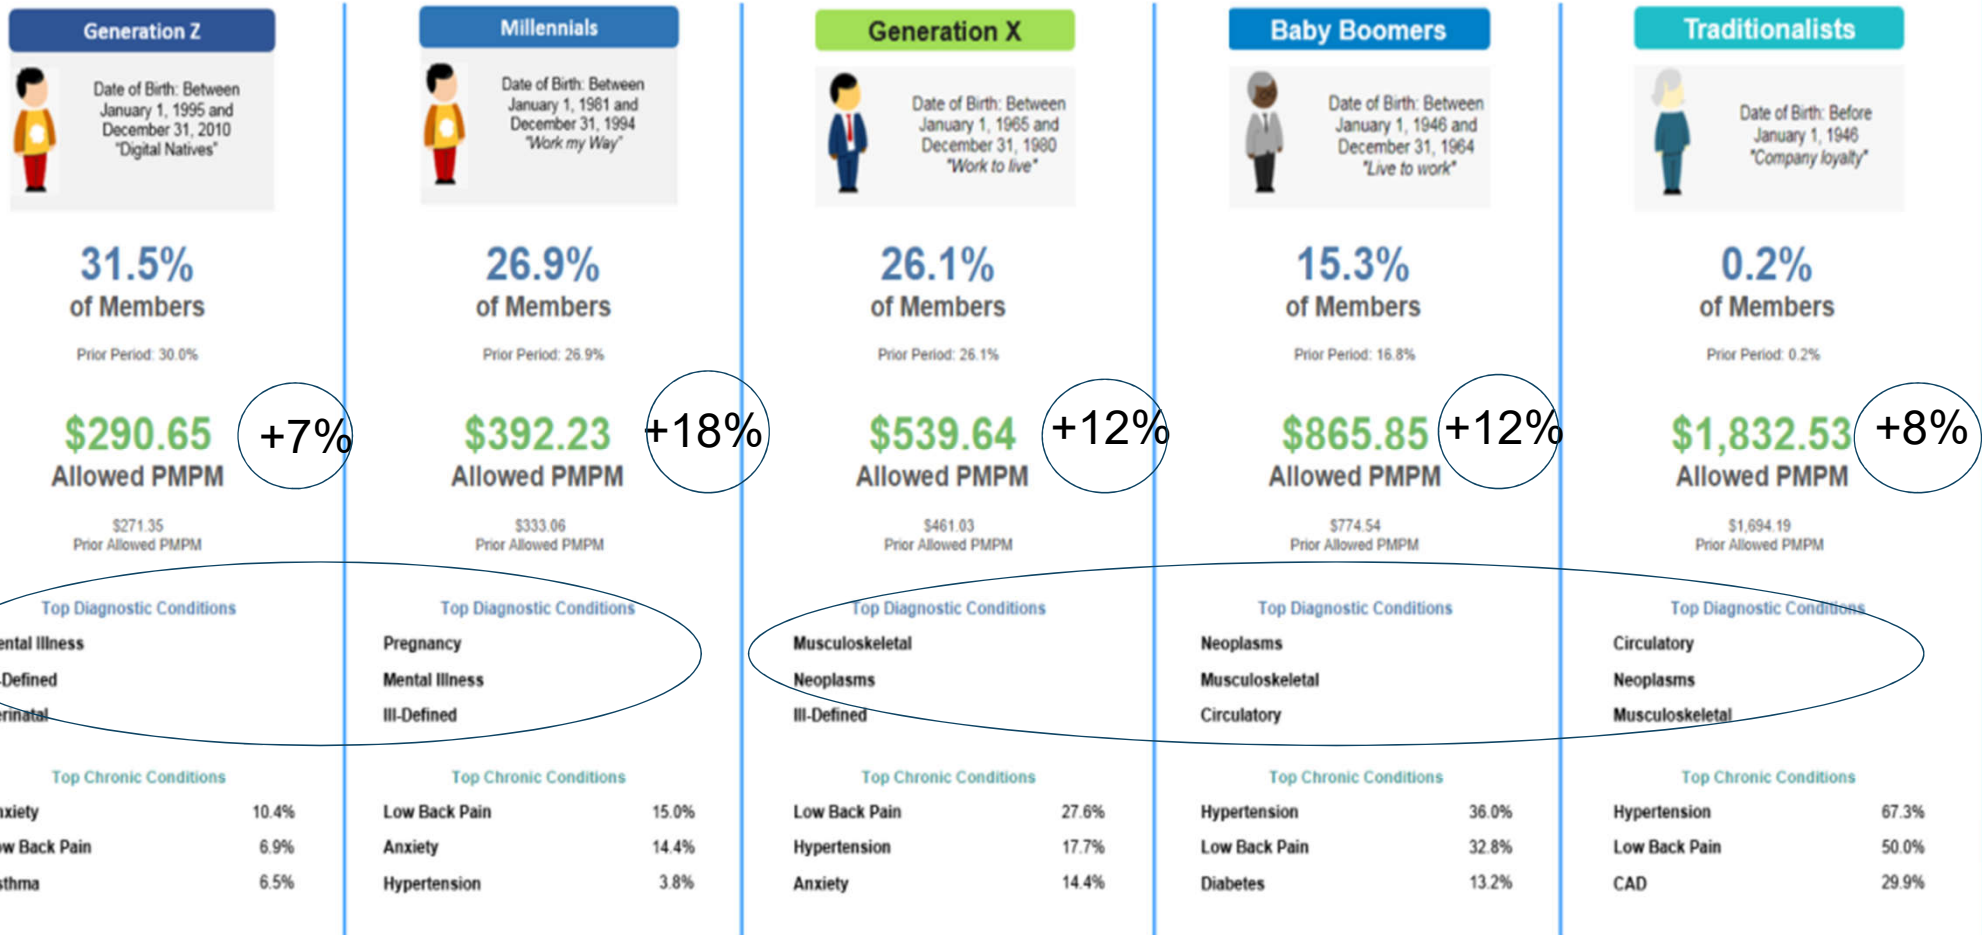 Generation Z
Date of Birth: Between
January 1, 1995 and
December 31, 2010
"Digital Natives"
31.5%
of Members
Prior Period: 30.0%
$290.65
+7%
Allowed PMPM
$271.35
Prior Allowed PMPM
Top Diagnostic Conditions
ental Illness
-Defined
erinatal
Top Chronic Conditions
nxiety 10.4%
ow Back Pain 6.9%
sthma 6.5%
Millennials
Date of Birth: Between
January 1, 1981 and
December 31, 1994
"Work my Way"
26.9%
of Members
Prior Period: 26.9%
$392.23
+18%
Allowed PMPM
$333.06
Prior Allowed PMPM
Top Diagnostic Conditions
Pregnancy
Mental Illness
Ill-Defined
Top Chronic Conditions
Low Back Pain 15.0%
Anxiety 14.4%
Hypertension 3.8%
Generation X
Date of Birth: Between
January 1, 1965 and
December 31, 1980
"Work to live"
26.1%
of Members
Prior Period: 26.1%
$539.64
+12%
Allowed PMPM
$461.03
Prior Allowed PMPM
Top Diagnostic Conditions
Musculoskeletal
Neoplasms
Ill-Defined
Top Chronic Conditions
Low Back Pain 27.6%
Hypertension 17.7%
Anxiety 14.4%
Baby Boomers
Date of Birth: Between
January 1, 1946 and
December 31, 1964
"Live to work"
15.3%
of Members
Prior Period: 16.8%
$865.85
+12%
Allowed PMPM
$774.54
Prior Allowed PMPM
Top Diagnostic Conditions
Neoplasms
Musculoskeletal
Circulatory
Top Chronic Conditions
Hypertension 36.0%
Low Back Pain 32.8%
Diabetes 13.2%
Traditionalists
Date of Birth: Before
January 1, 1946
"Company loyalty"
0.2%
of Members
Prior Period: 0.2%
$1,832.53
+8%
Allowed PMPM
$1,694.19
Prior Allowed PMPM
Top Diagnostic Conditions
Circulatory
Neoplasms
Musculoskeletal
Top Chronic Conditions
Hypertension 67.3%
Low Back Pain 50.0%
CAD 29.9%